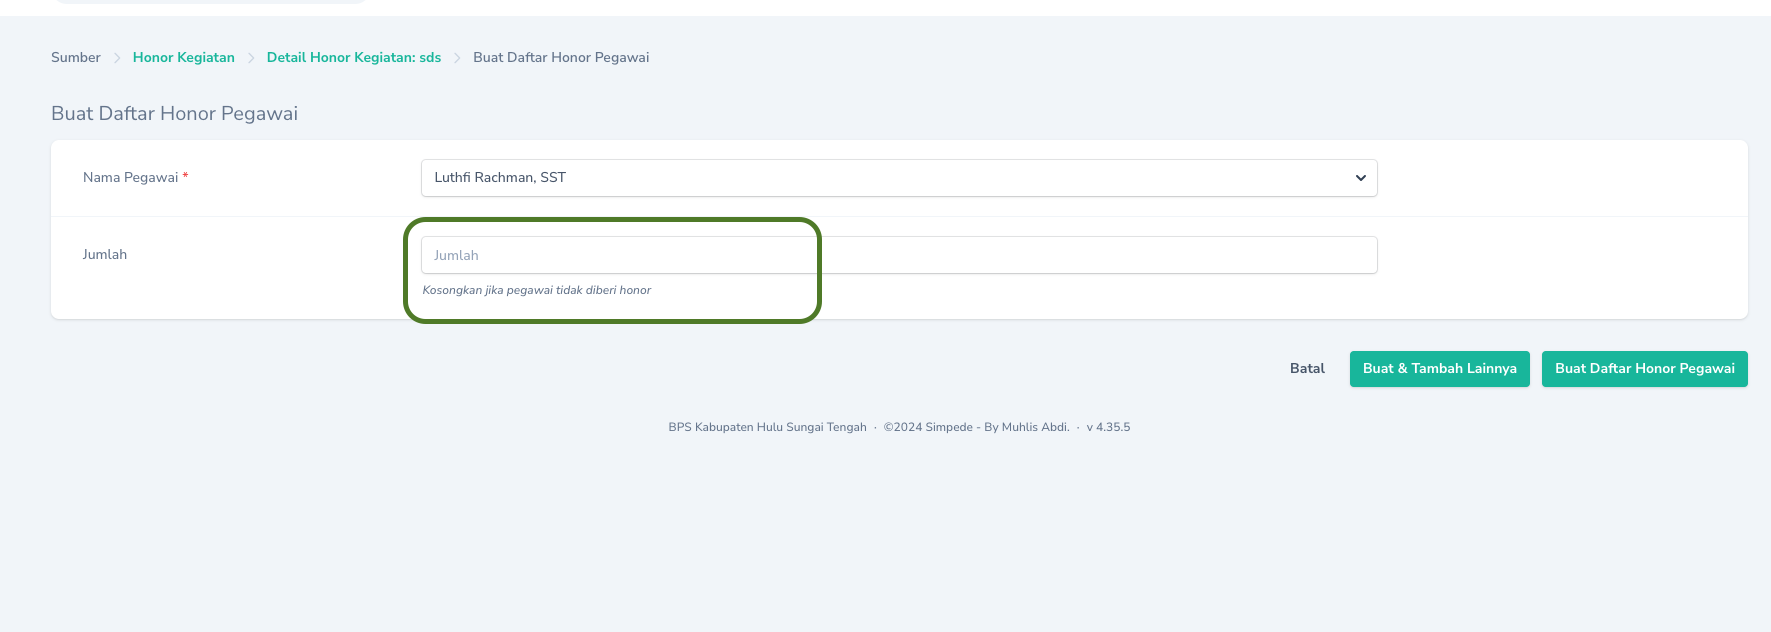 Sumber > Honor Kegiatan > Detail Honor Kegiatan: sds > Buat Daftar Honor Pegawai
Buat Daftar Honor Pegawai
Nama Pegawai * Luthfi Rachman, SST
Jumlah Jumlah
Kosongkan jika pegawai tidak diberi honor
Batal Buat & Tambah Lainnya Buat Daftar Honor Pegawai
BPS Kabupaten Hulu Sungai Tengah · ©2024 Simpede - By Muhlis Abdi. · v 4.35.5